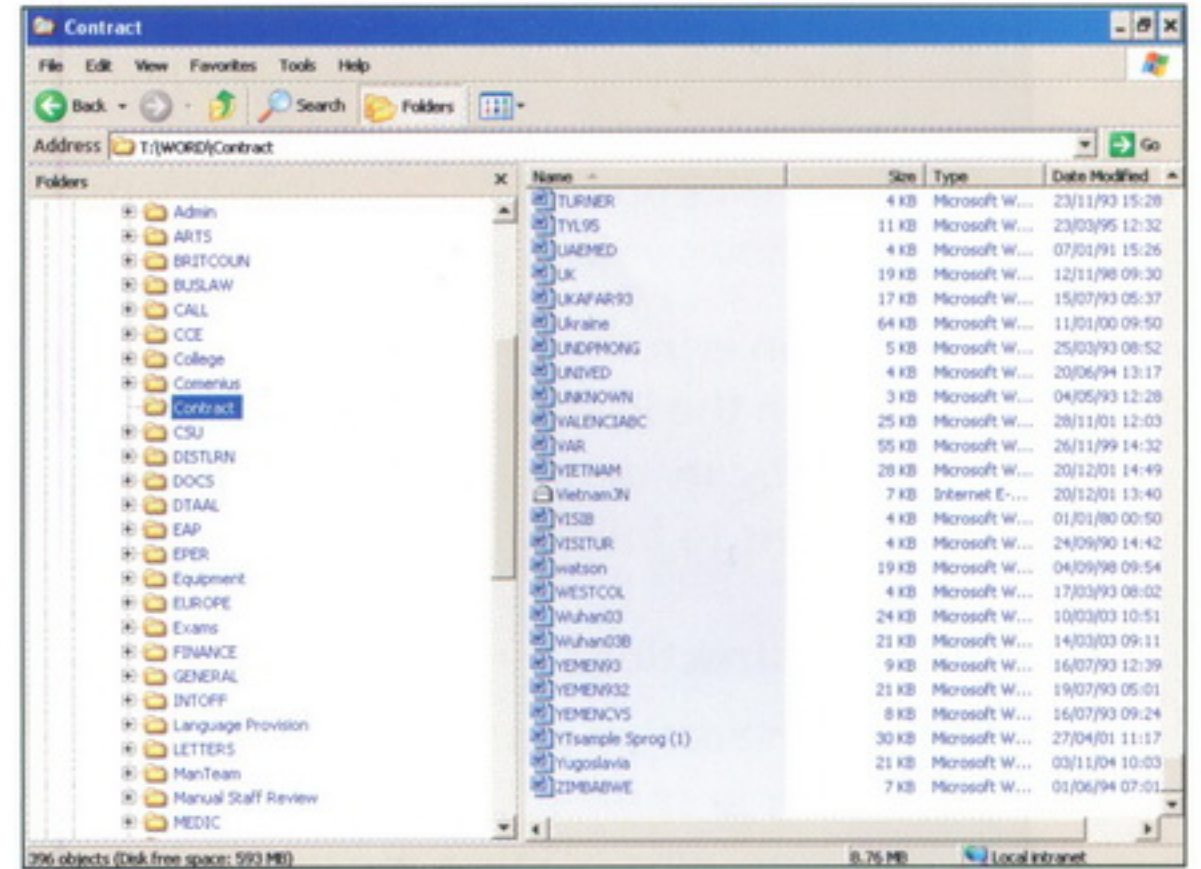 Contract
File Edit View Favorites Tools Help
Back Search Folders
Address T:\WORD\Contract Go
Folders
Admin
ARTS
BRITCOUN
BUSLAW
CALL
CCE
College
Comenius
Contract
CSU
DISTLRN
DOCS
DTAAL
EAP
EPER
Equipment
EUROPE
Exams
FINANCE
GENERAL
INTOFF
Language Provision
LETTERS
ManTeam
Manual Staff Review
MEDIC
Name Size Type Date Modified
TURNER 4 KB Microsoft W... 23/11/93 15:28
TYL95 11 KB Microsoft W... 23/03/95 12:32
UAEMED 4 KB Microsoft W... 07/01/91 15:26
UK 19 KB Microsoft W... 12/11/98 09:30
UKAFAR93 17 KB Microsoft W... 15/07/93 05:37
Ukraine 64 KB Microsoft W... 11/01/00 09:50
UNDPMONG 5 KB Microsoft W... 25/03/93 08:52
UNIVED 4 KB Microsoft W... 20/06/94 13:17
UNKNOWN 3 KB Microsoft W... 04/05/93 12:28
VALENCIABC 25 KB Microsoft W... 28/11/01 12:03
VAR 55 KB Microsoft W... 26/11/99 14:32
VIETNAM 28 KB Microsoft W... 20/12/01 14:49
VietnamJN 7 KB Internet E-... 20/12/01 13:40
VISIB 4 KB Microsoft W... 01/01/80 00:50
VISITUR 4 KB Microsoft W... 24/09/90 14:42
watson 19 KB Microsoft W... 04/09/98 09:54
WESTCOL 4 KB Microsoft W... 17/03/93 08:02
Wuhan03 24 KB Microsoft W... 10/03/03 10:51
Wuhan03B 21 KB Microsoft W... 14/03/03 09:11
YEMEN93 9 KB Microsoft W... 16/07/93 12:39
YEMEN932 21 KB Microsoft W... 19/07/93 05:01
YEMENCVS 8 KB Microsoft W... 16/07/93 09:24
YTsample Sprog (1) 30 KB Microsoft W... 27/04/01 11:17
Yugoslavia 21 KB Microsoft W... 03/11/04 10:03
ZIMBABWE 7 KB Microsoft W... 01/06/94 07:01
396 objects (Disk free space: 593 MB) 8.76 MB Local intranet